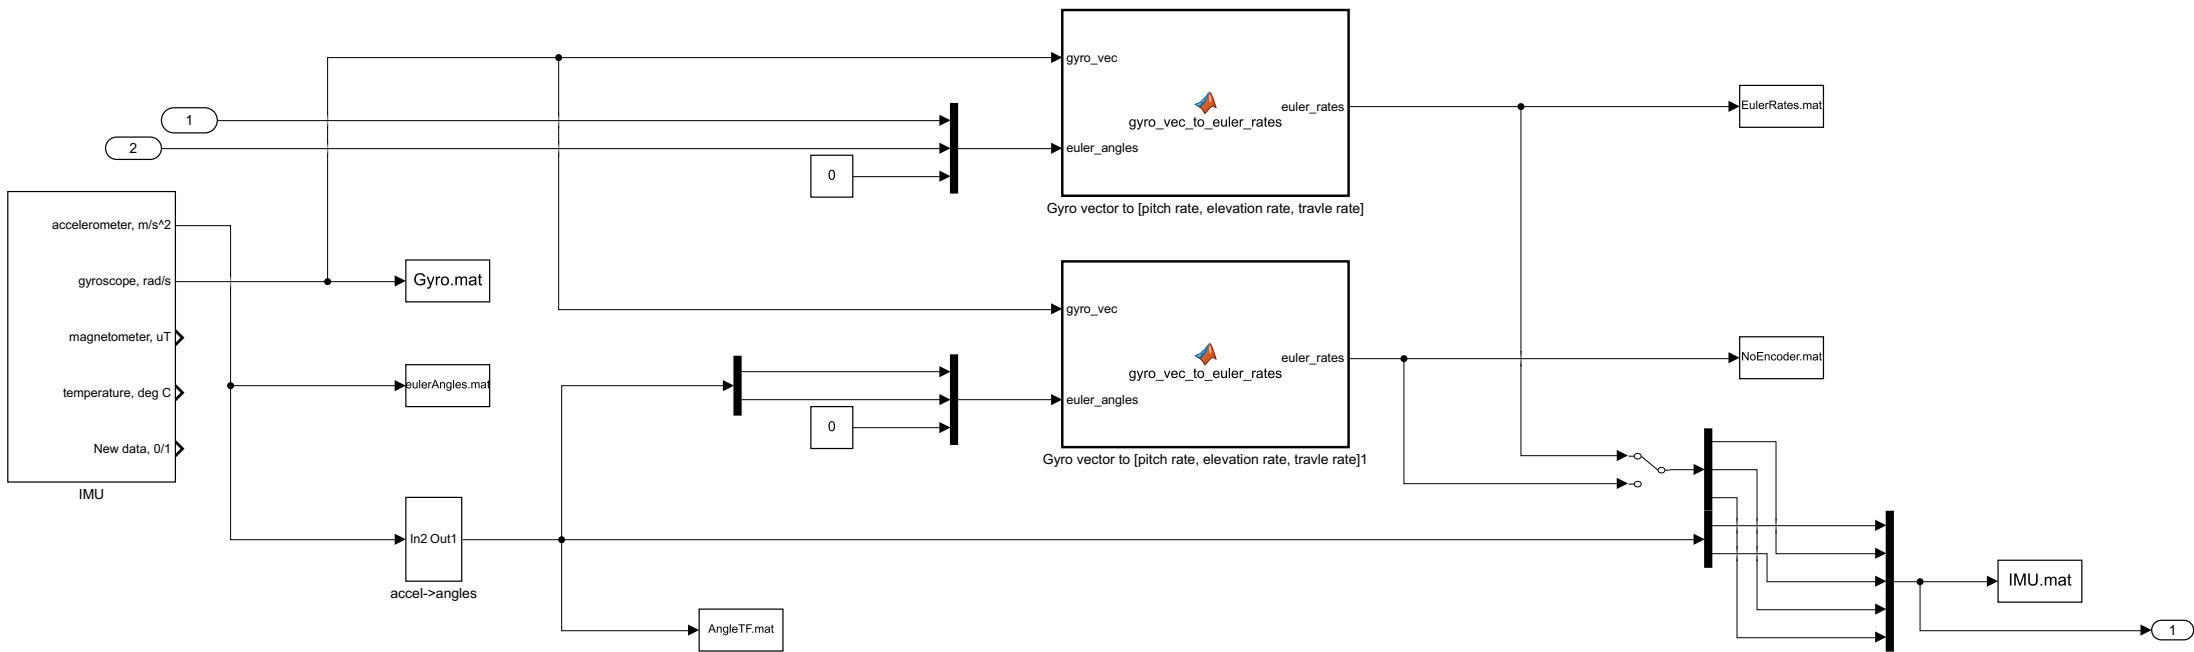 gyro_vec
euler_rates
gyro_vec_to_euler_rates
euler_angles
Gyro vector to [pitch rate, elevation rate, travle rate]
EulerRates.mat
1
2
0
accelerometer, m/s^2
gyroscope, rad/s
magnetometer, uT
temperature, deg C
New data, 0/1
IMU
Gyro.mat
eulerAngles.mat
gyro_vec
euler_rates
gyro_vec_to_euler_rates
euler_angles
Gyro vector to [pitch rate, elevation rate, travle rate]1
NoEncoder.mat
0
In2 Out1
accel->angles
AngleTF.mat
IMU.mat
1